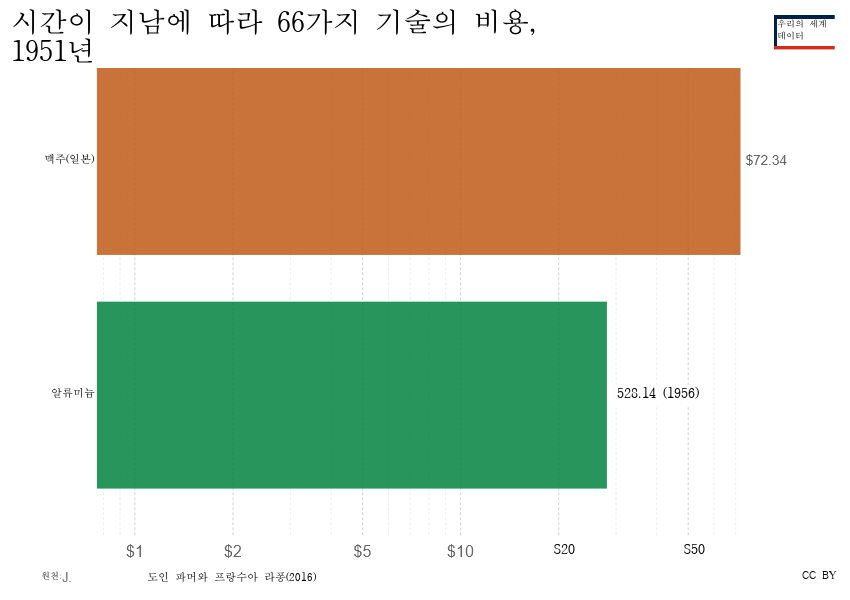 시간이 지남에 따라 66가지 기술의 비용,
1951년
우리의 세계
데이터
맥주(일본)
$72.34
알류미늄
528.14 (1956)
$1 $2 $5 $10 S20 S50
원천:J. 도인 파머와 프랑수아 라퐁(2016)
CC BY